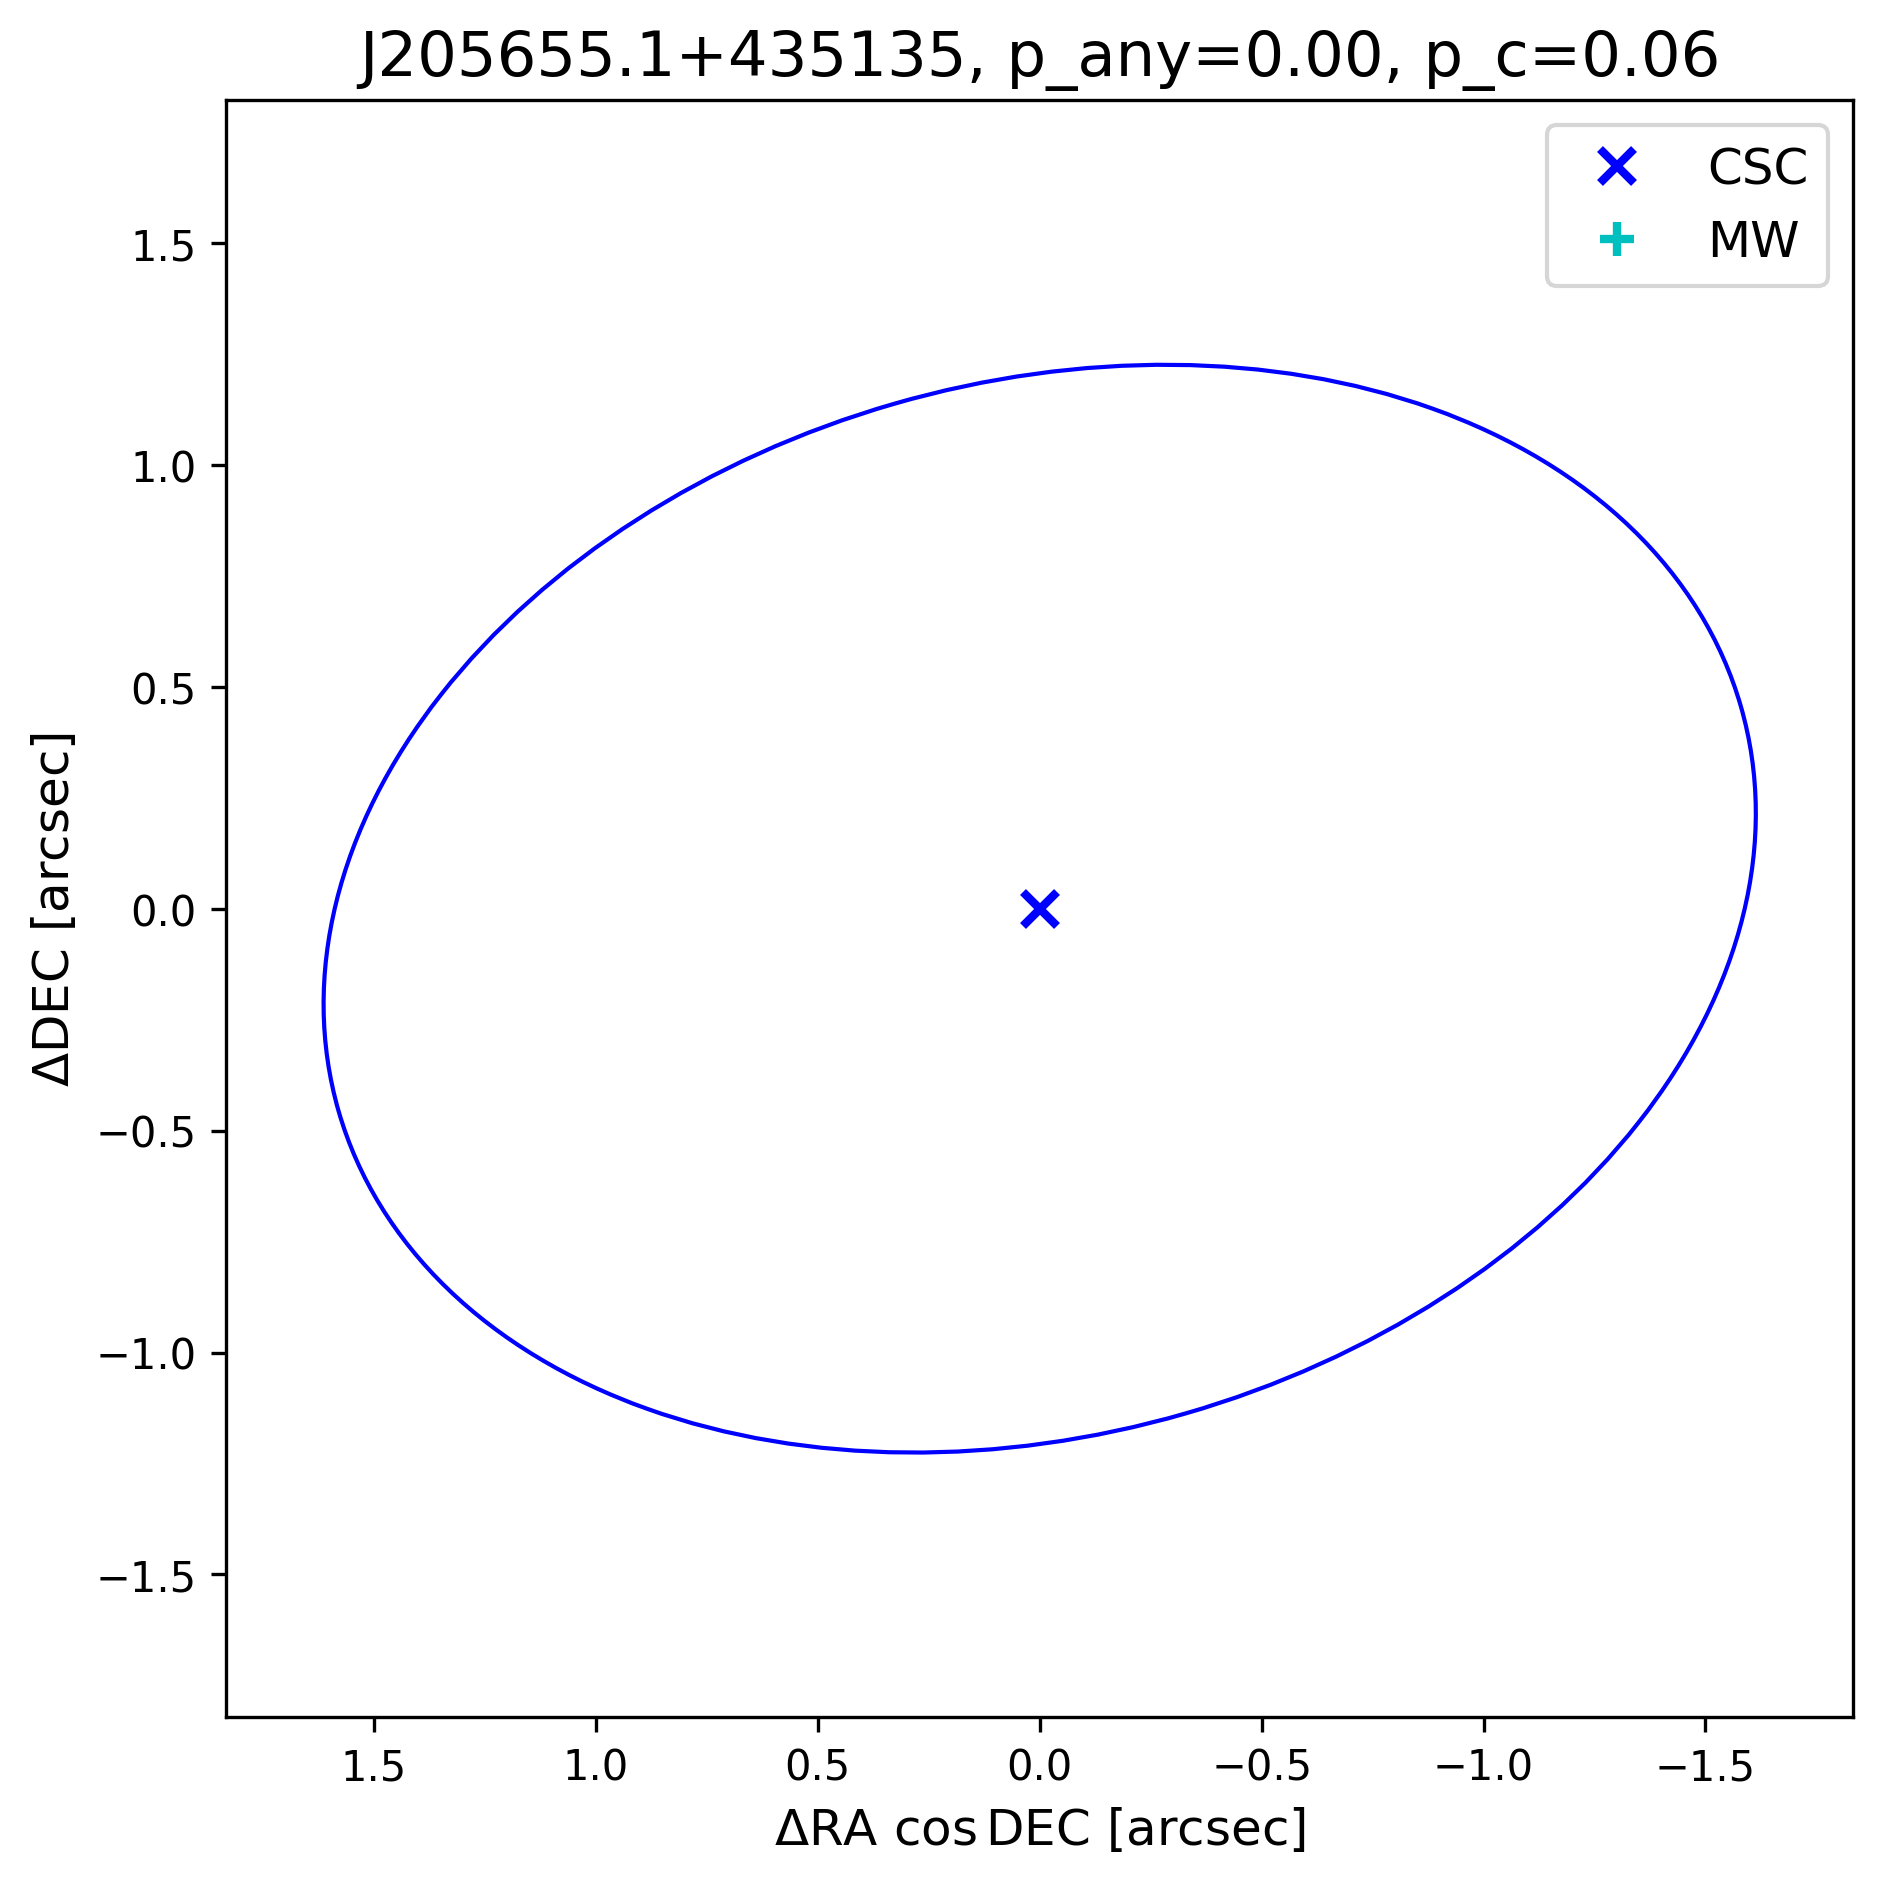 J205655.1+435135, p_any=0.00, p_c=0.06
CSC
MW
1.5
1.0
0.5
0.0
−0.5
−1.0
−1.5
ΔDEC [arcsec]
1.5 1.0 0.5 0.0 −0.5 −1.0 −1.5
ΔRA cos DEC [arcsec]